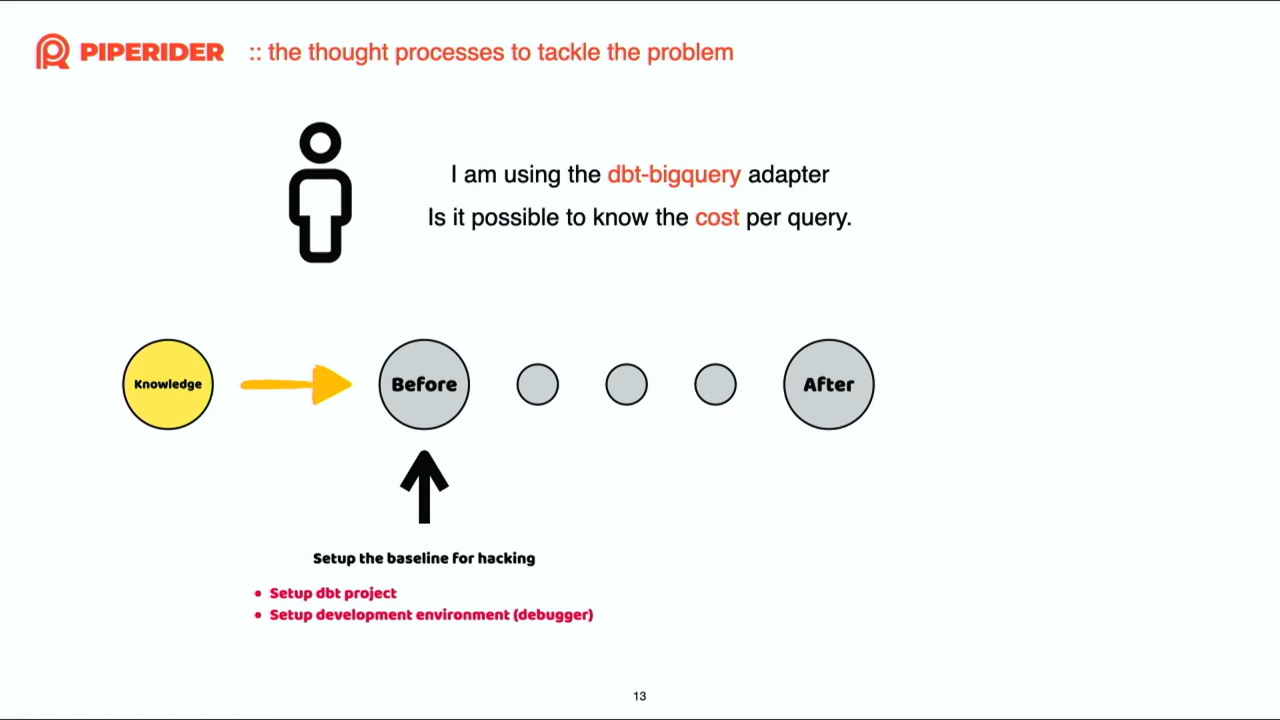 PIPERIDER :: the thought processes to tackle the problem
I am using the dbt-bigquery adapter
Is it possible to know the cost per query.
Knowledge
Before
After
Setup the baseline for hacking
• Setup dbt project
• Setup development environment (debugger)
13